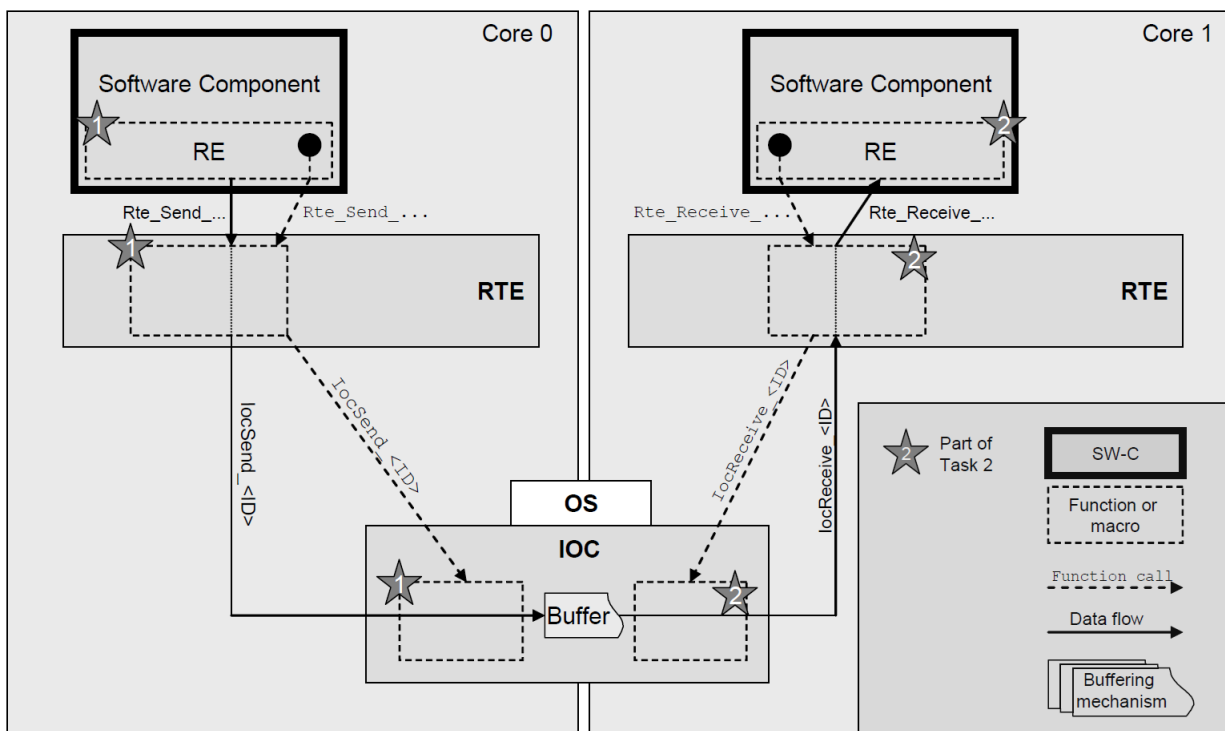 Core 0
Software Component
1
RE
Rte_Send_...
Rte_Send_...
1
RTE
IocSend_<ID>
IocSend_<ID>
Core 1
Software Component
2
RE
Rte_Receive_...
Rte_Receive_...
2
RTE
IocReceive_<ID>
IocReceive_<ID>
OS
IOC
1
Buffer
2
2
Part of
Task 2
SW-C
Function or
macro
Function call
Data flow
Buffering
mechanism